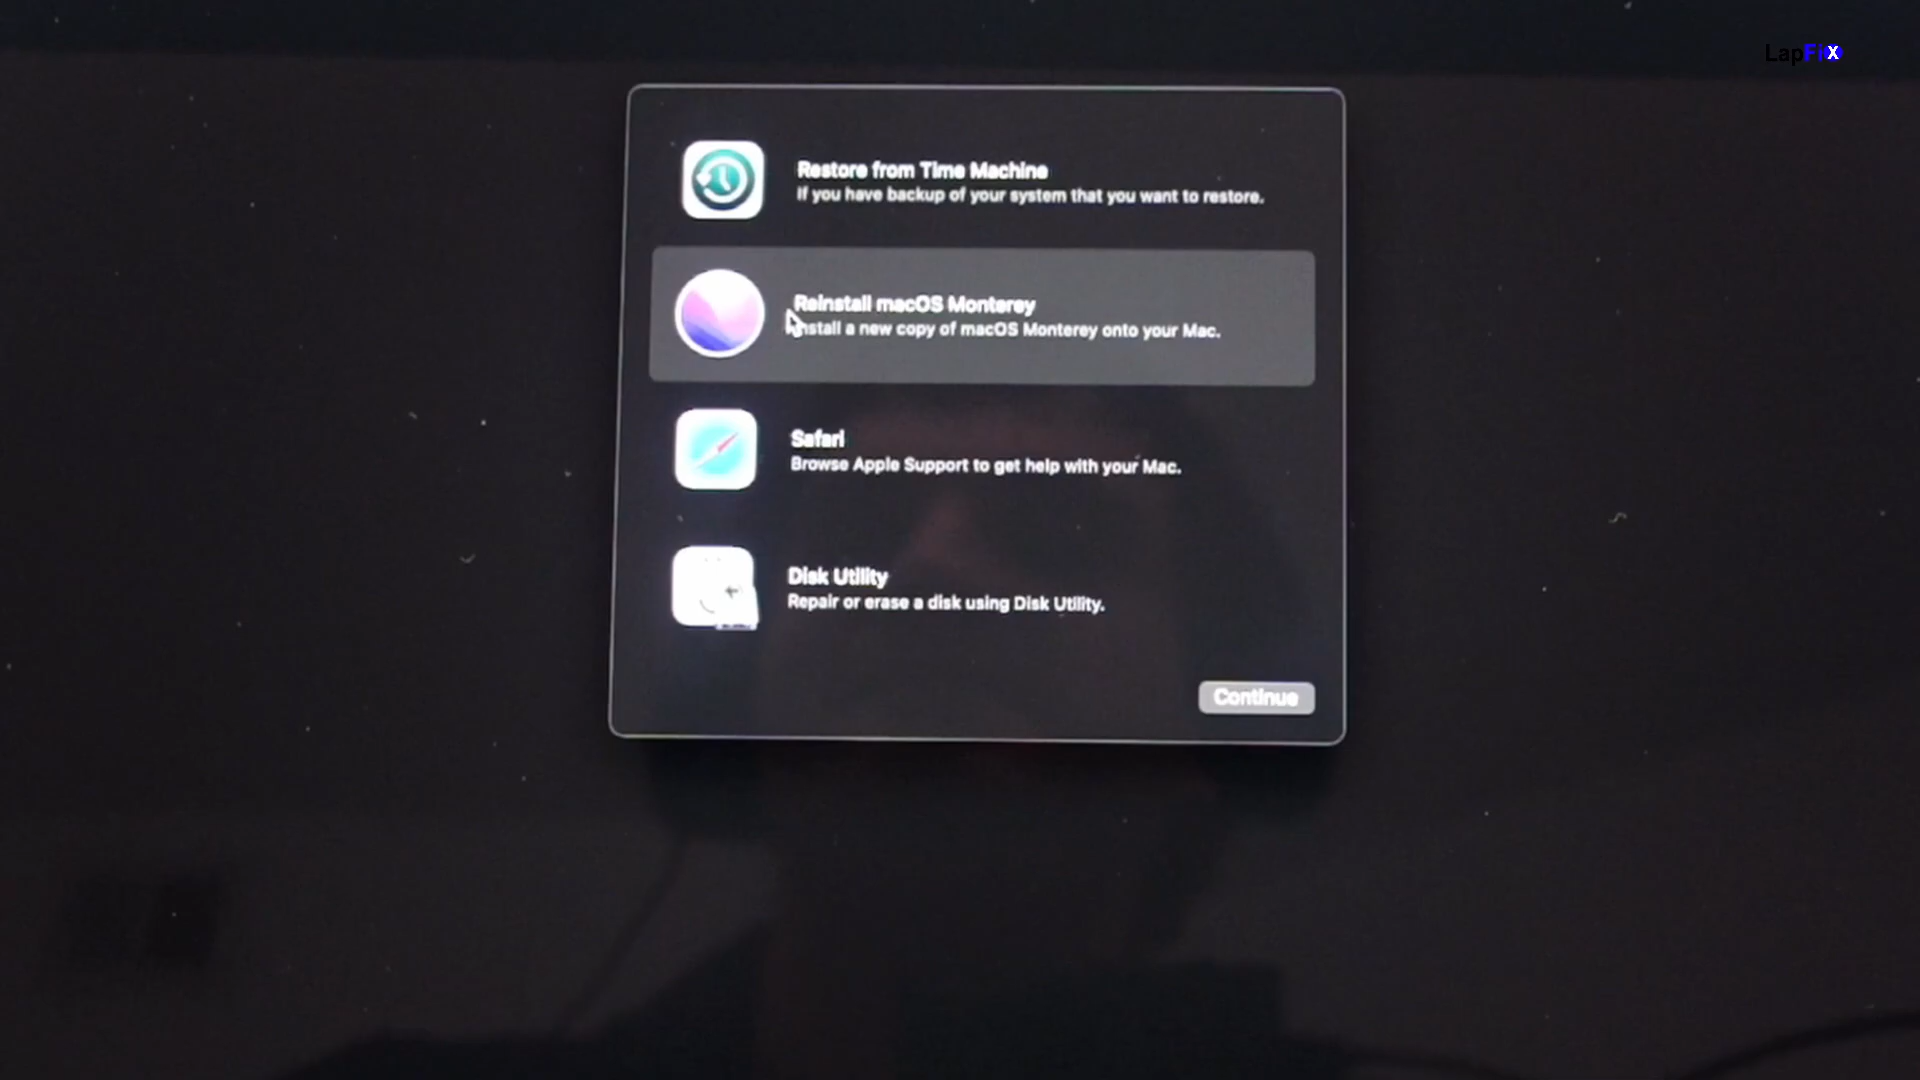 LapFix
Restore from Time Machine
If you have backup of your system that you want to restore.
Reinstall macOS Monterey
Install a new copy of macOS Monterey onto your Mac.
Safari
Browse Apple Support to get help with your Mac.
Disk Utility
Repair or erase a disk using Disk Utility.
Continue